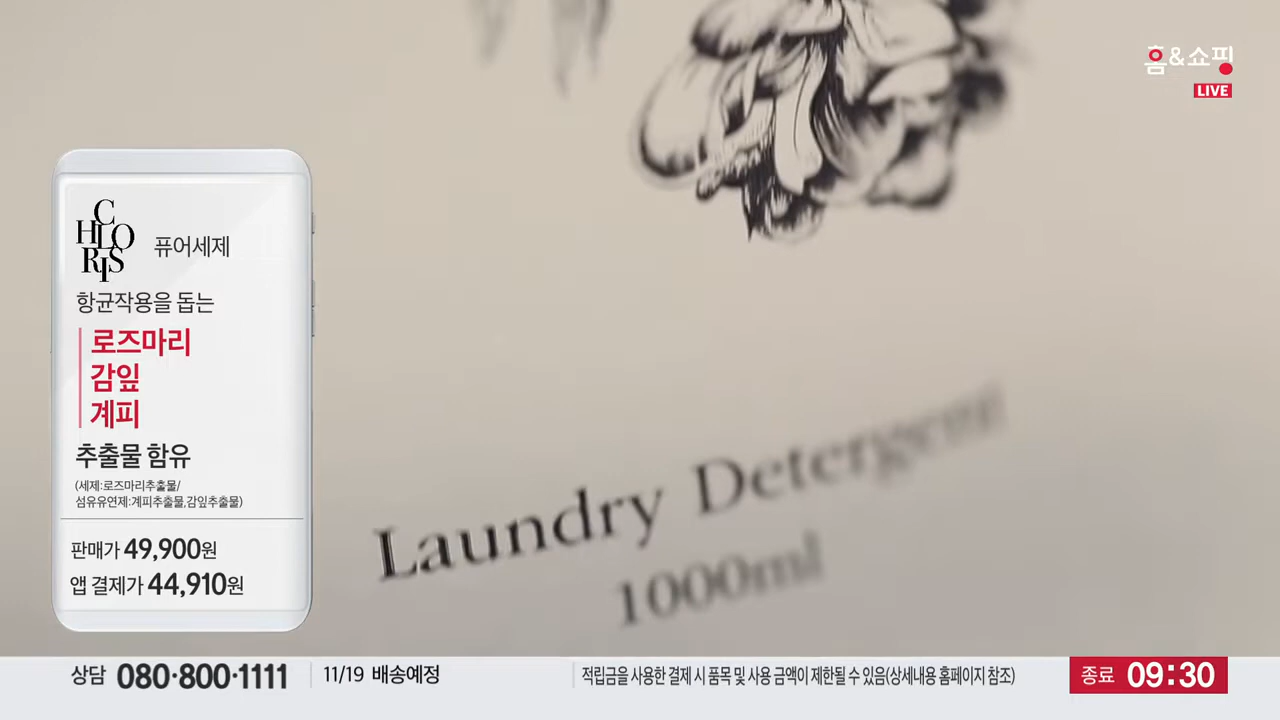 홈&쇼핑
LIVE
CHLORIS
퓨어세제
항균작용을 돕는
로즈마리
감잎
계피
추출물 함유
(세제:로즈마리추출물/
섬유유연제:계피추출물,감잎추출물)
판매가 49,900원
앱 결제가 44,910원
Laundry Detergent
1000ml
상담 080·800·1111
11/19 배송예정
적립금을 사용한 결제 시 품목 및 사용 금액이 제한될 수 있음(상세내용 홈페이지 참조)
종료 09:30